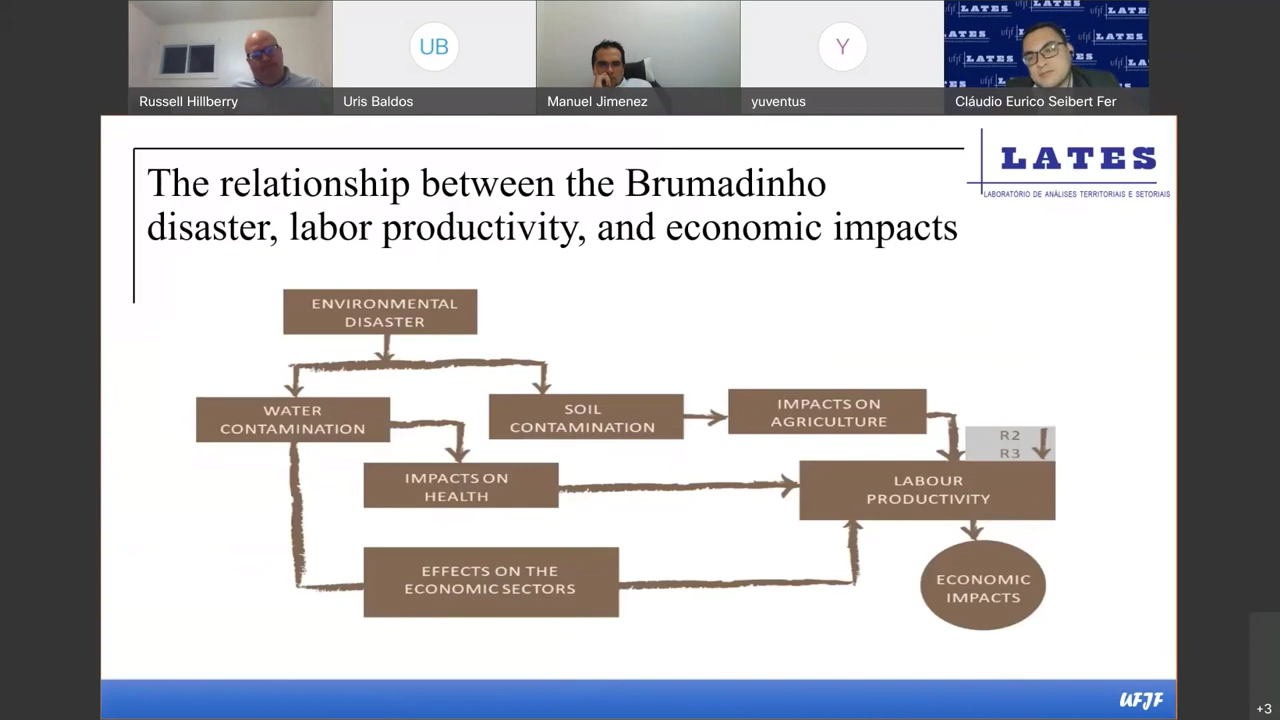 UB
Y
Russell Hillberry
Uris Baldos
Manuel Jimenez
yuventus
Cláudio Eurico Seibert Fer
LATES
LABORATÓRIO DE ANÁLISES TERRITORIAIS E SETORIAIS
The relationship between the Brumadinho
disaster, labor productivity, and economic impacts
ENVIRONMENTAL
DISASTER
WATER
CONTAMINATION
SOIL
CONTAMINATION
IMPACTS ON
AGRICULTURE
R2
R3
IMPACTS ON
HEALTH
LABOUR
PRODUCTIVITY
EFFECTS ON THE
ECONOMIC SECTORS
ECONOMIC
IMPACTS
UFJF
+3